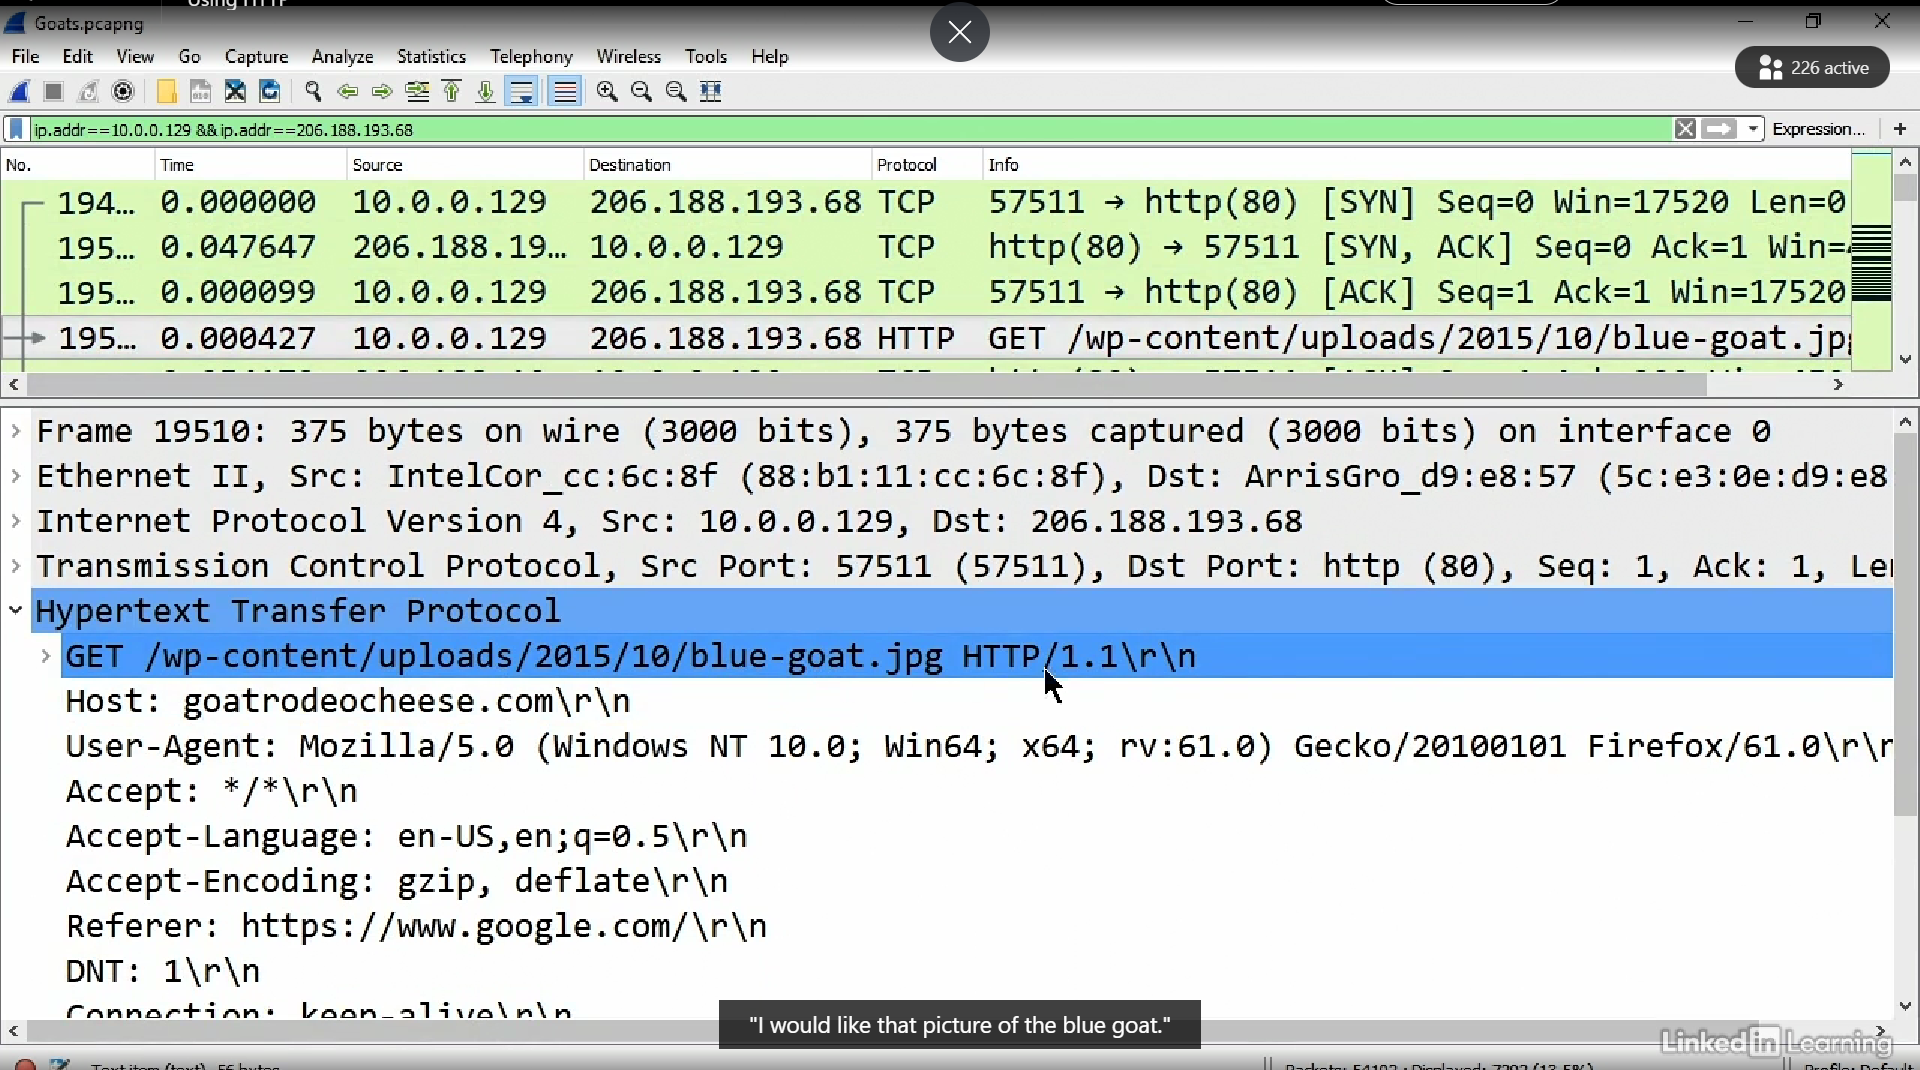 Using HTTP
Goats.pcapng
226 active
File Edit View Go Capture Analyze Statistics Telephony Wireless Tools Help
ip.addr==10.0.0.129 && ip.addr==206.188.193.68
Expression... +
No. Time Source Destination Protocol Info
194... 0.000000 10.0.0.129 206.188.193.68 TCP 57511 → http(80) [SYN] Seq=0 Win=17520 Len=0
195... 0.047647 206.188.19... 10.0.0.129 TCP http(80) → 57511 [SYN, ACK] Seq=0 Ack=1 Win=
195... 0.000099 10.0.0.129 206.188.193.68 TCP 57511 → http(80) [ACK] Seq=1 Ack=1 Win=17520
195... 0.000427 10.0.0.129 206.188.193.68 HTTP GET /wp-content/uploads/2015/10/blue-goat.jp
Frame 19510: 375 bytes on wire (3000 bits), 375 bytes captured (3000 bits) on interface 0
Ethernet II, Src: IntelCor_cc:6c:8f (88:b1:11:cc:6c:8f), Dst: ArrisGro_d9:e8:57 (5c:e3:0e:d9:e8
Internet Protocol Version 4, Src: 10.0.0.129, Dst: 206.188.193.68
Transmission Control Protocol, Src Port: 57511 (57511), Dst Port: http (80), Seq: 1, Ack: 1, Le
Hypertext Transfer Protocol
GET /wp-content/uploads/2015/10/blue-goat.jpg HTTP/1.1\r\n
Host: goatrodeocheese.com\r\n
User-Agent: Mozilla/5.0 (Windows NT 10.0; Win64; x64; rv:61.0) Gecko/20100101 Firefox/61.0\r\n
Accept: */*\r\n
Accept-Language: en-US,en;q=0.5\r\n
Accept-Encoding: gzip, deflate\r\n
Referer: https://www.google.com/\r\n
DNT: 1\r\n
Connection: keep-alive\r\n
"I would like that picture of the blue goat."
Linked in Learning